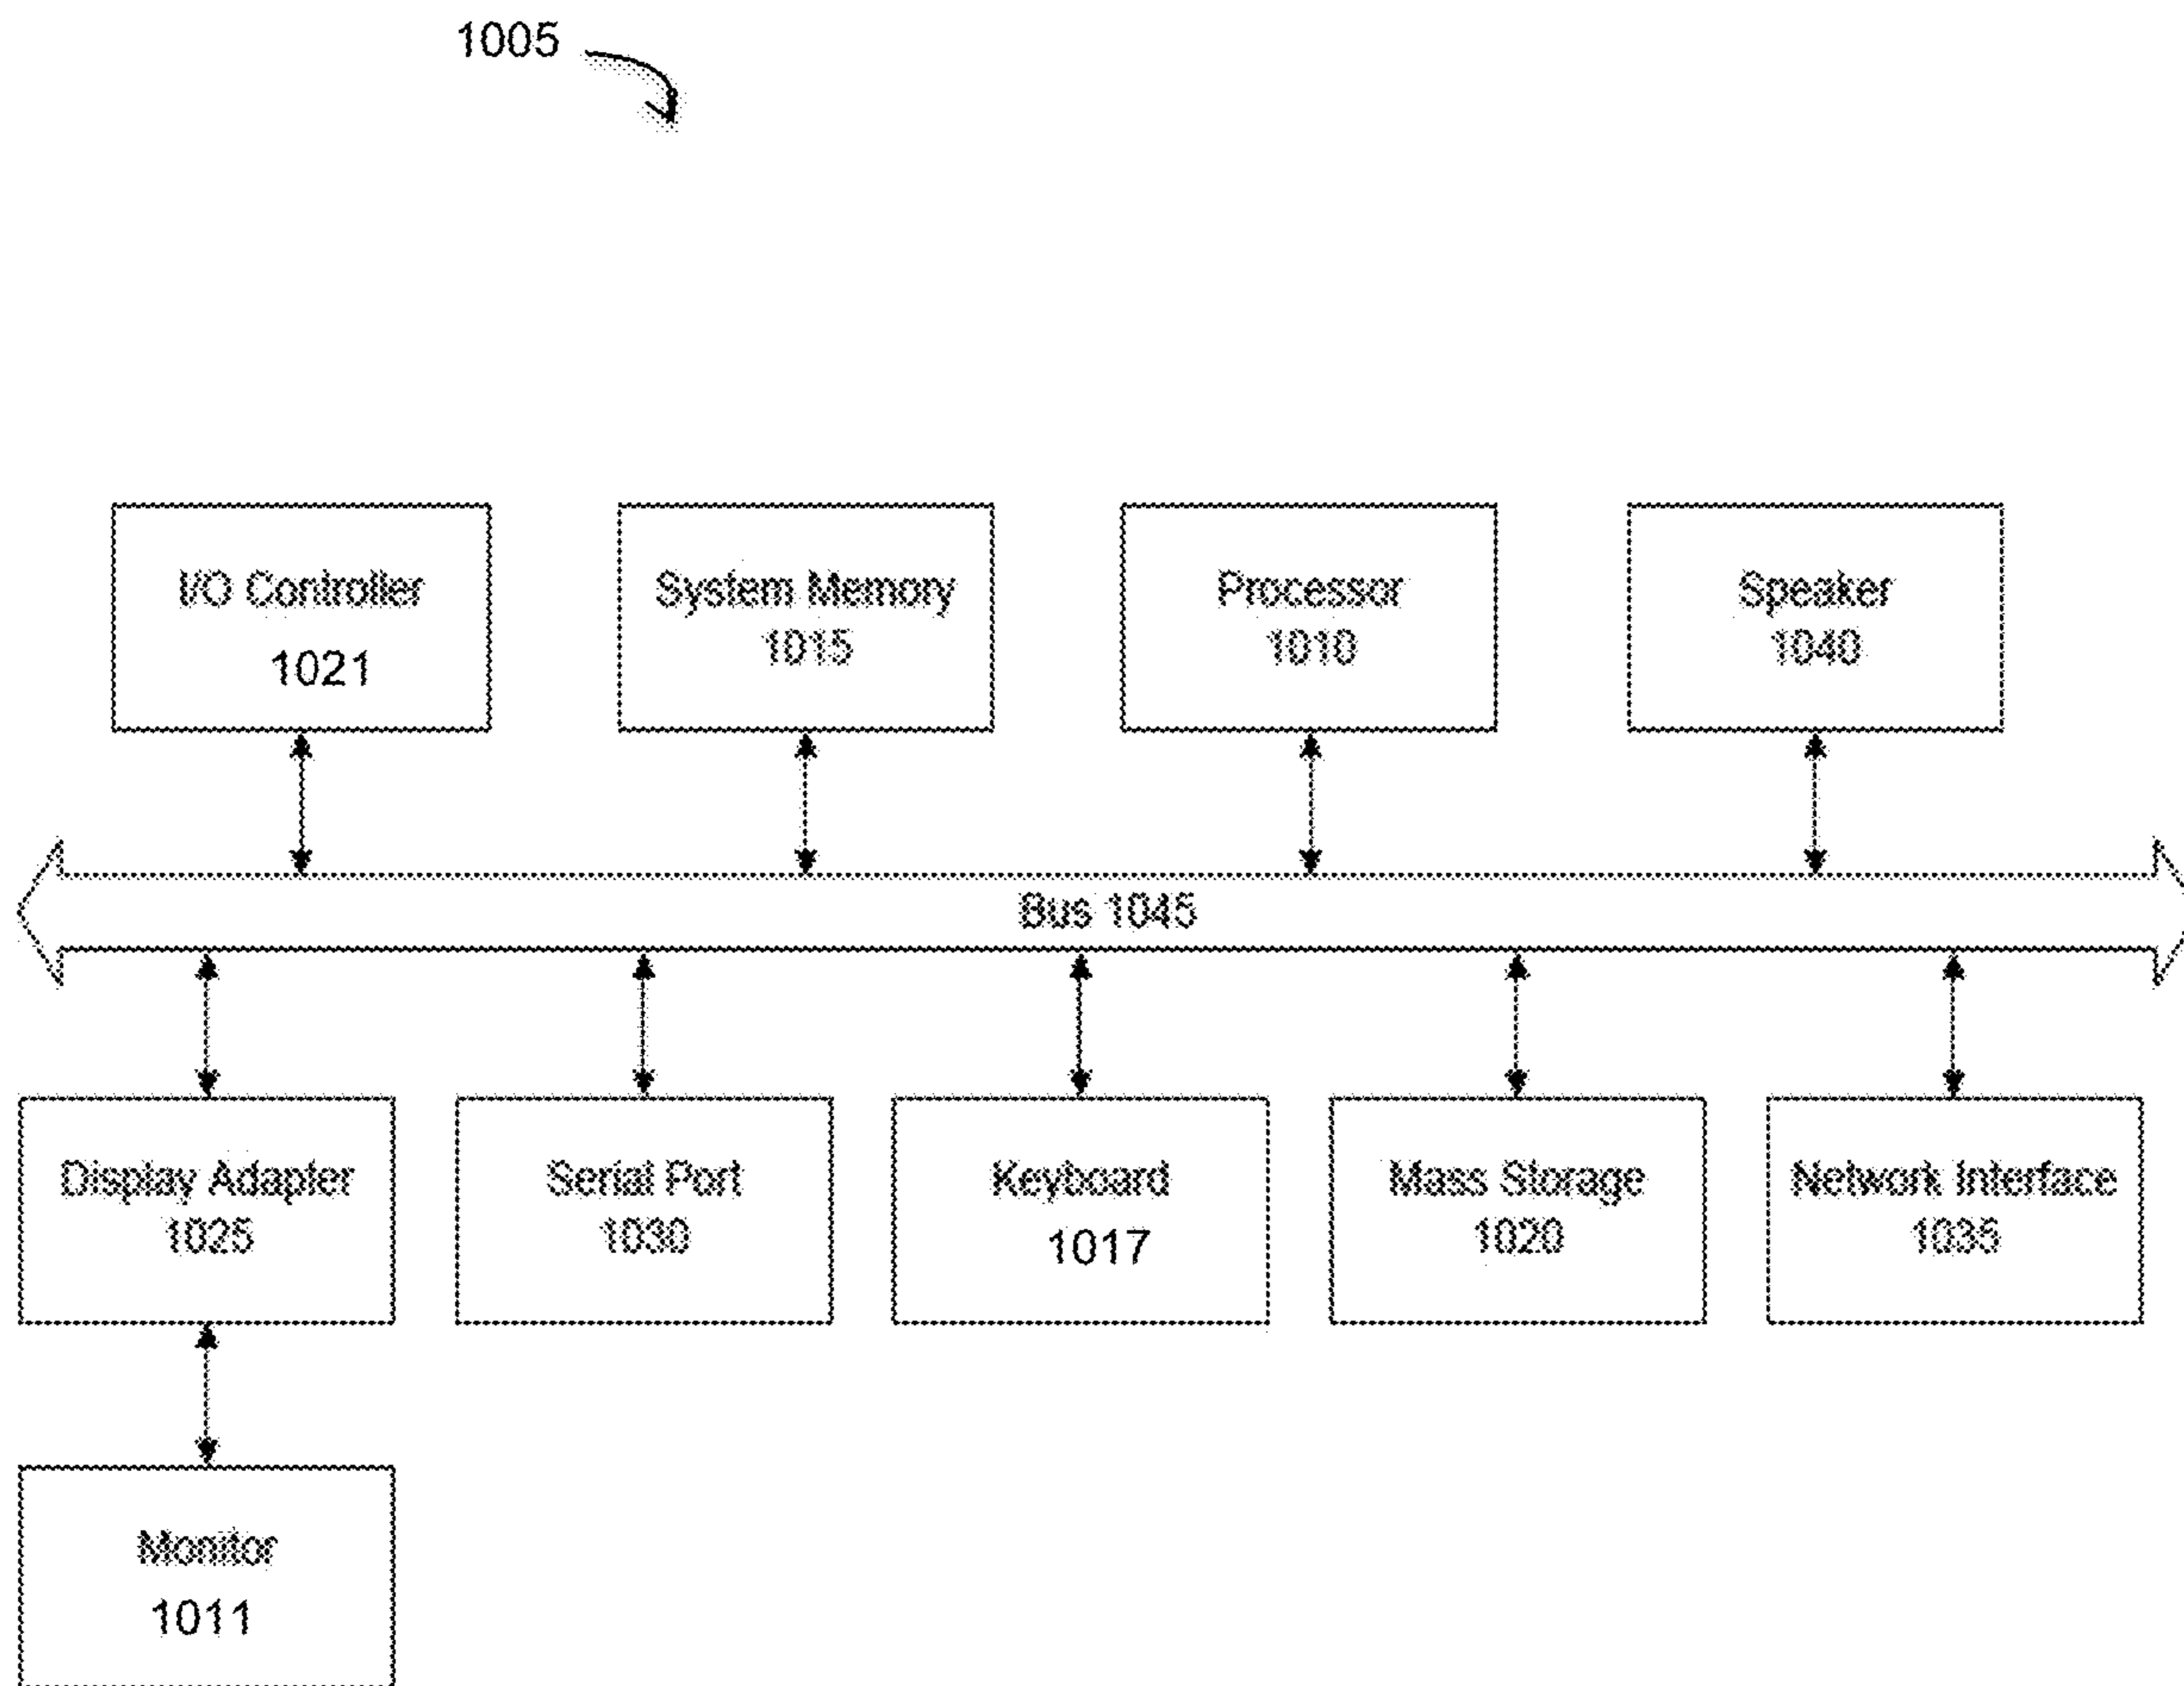 1005
I/O Controller
1021
System Memory
1015
Processor
1010
Speaker
1040
Bus 1045
Display Adapter
1025
Serial Port
1030
Keyboard
1017
Mass Storage
1020
Network Interface
1035
Monitor
1011